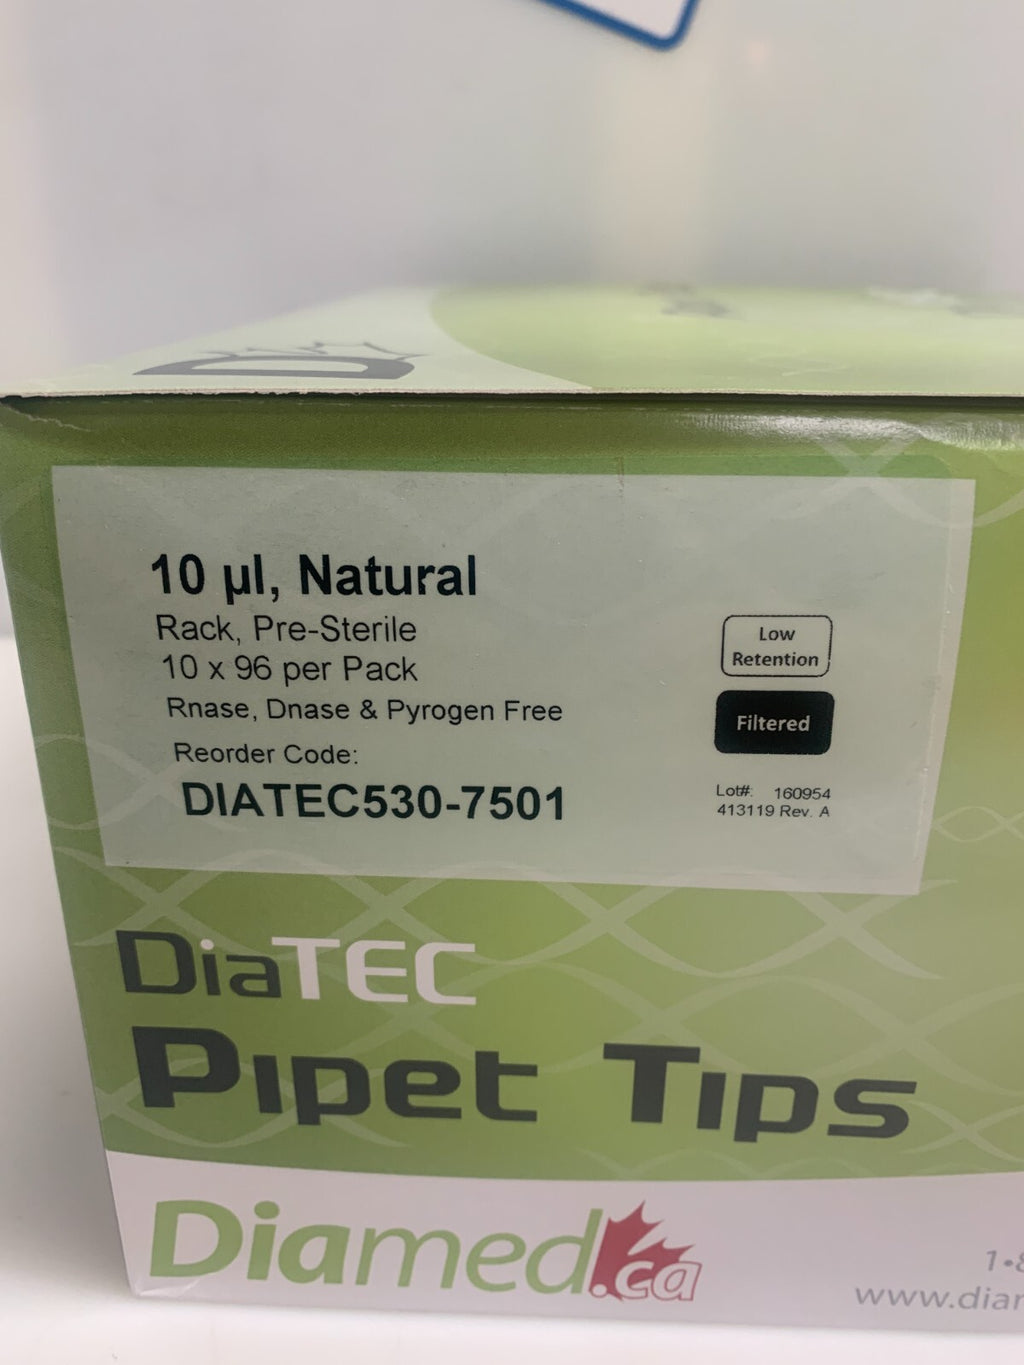 10 µl, Natural
Rack, Pre-Sterile
10 x 96 per Pack
Rnase, Dnase & Pyrogen Free
Reorder Code:
DIATEC530-7501
Low
Retention
Filtered
Lot#: 160954
413119 Rev. A
DiaTEC
Pipet Tips
Diamed.ca